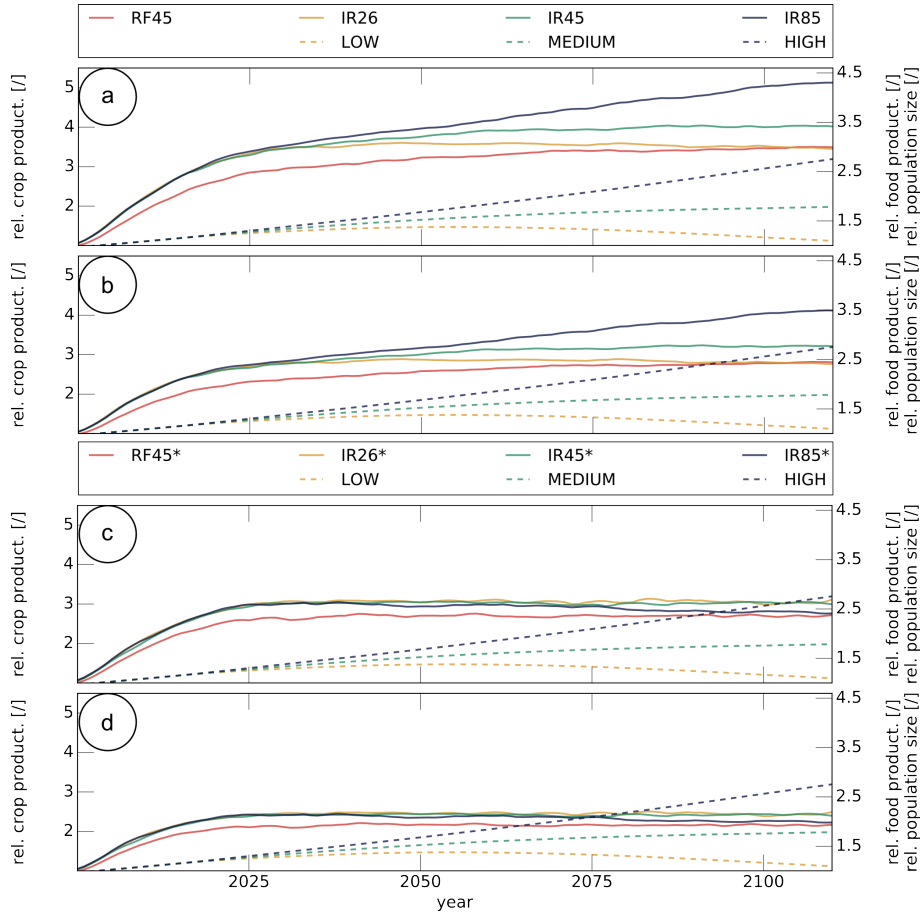 RF45 IR26 IR45 IR85
LOW MEDIUM HIGH
rel. crop product. [/]
5
4
3
2
a
4.5
3.5
2.5
1.5
rel. food product. [/]
rel. population size [/]
rel. crop product. [/]
5
4
3
2
b
4.5
3.5
2.5
1.5
rel. food product. [/]
rel. population size [/]
RF45* IR26* IR45* IR85*
LOW MEDIUM HIGH
rel. crop product. [/]
5
4
3
2
c
4.5
3.5
2.5
1.5
rel. food product. [/]
rel. population size [/]
rel. crop product. [/]
5
4
3
2
d
4.5
3.5
2.5
1.5
rel. food product. [/]
rel. population size [/]
2025 2050 2075 2100
year